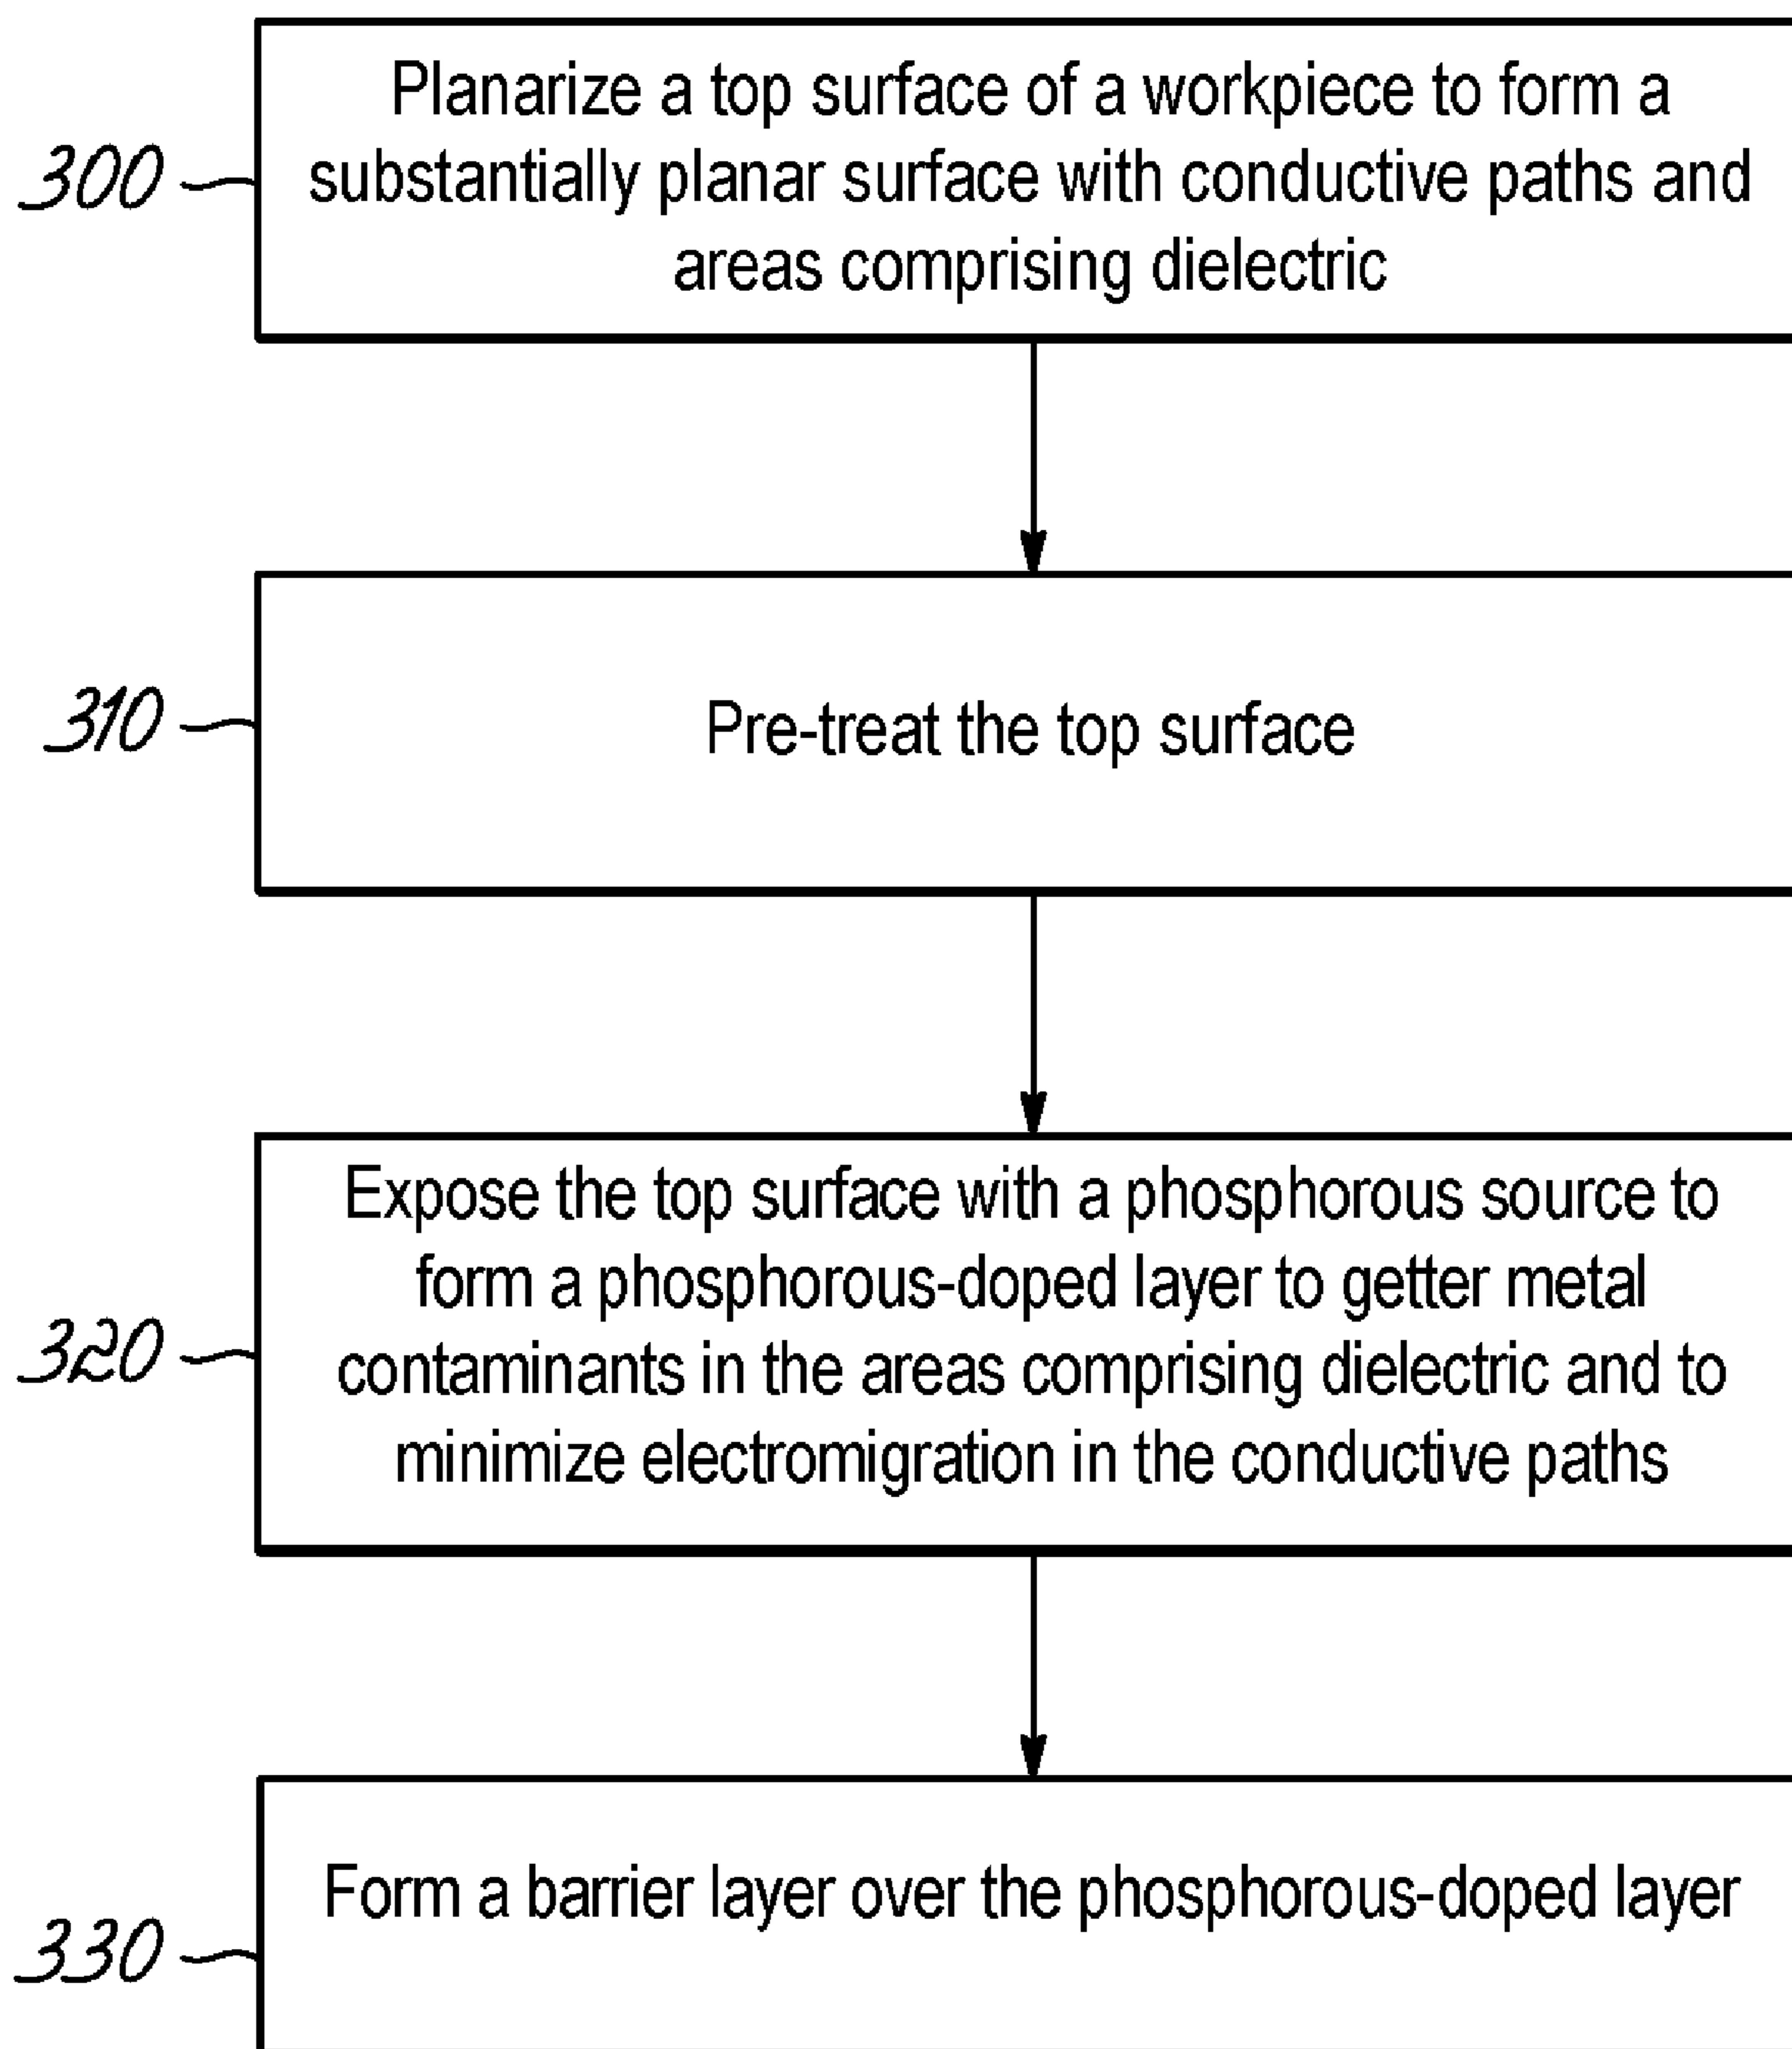 Planarize a top surface of a workpiece to form a
substantially planar surface with conductive paths and
areas comprising dielectric
300
Pre-treat the top surface
310
Expose the top surface with a phosphorous source to
form a phosphorous-doped layer to getter metal
contaminants in the areas comprising dielectric and to
minimize electromigration in the conductive paths
320
Form a barrier layer over the phosphorous-doped layer
330